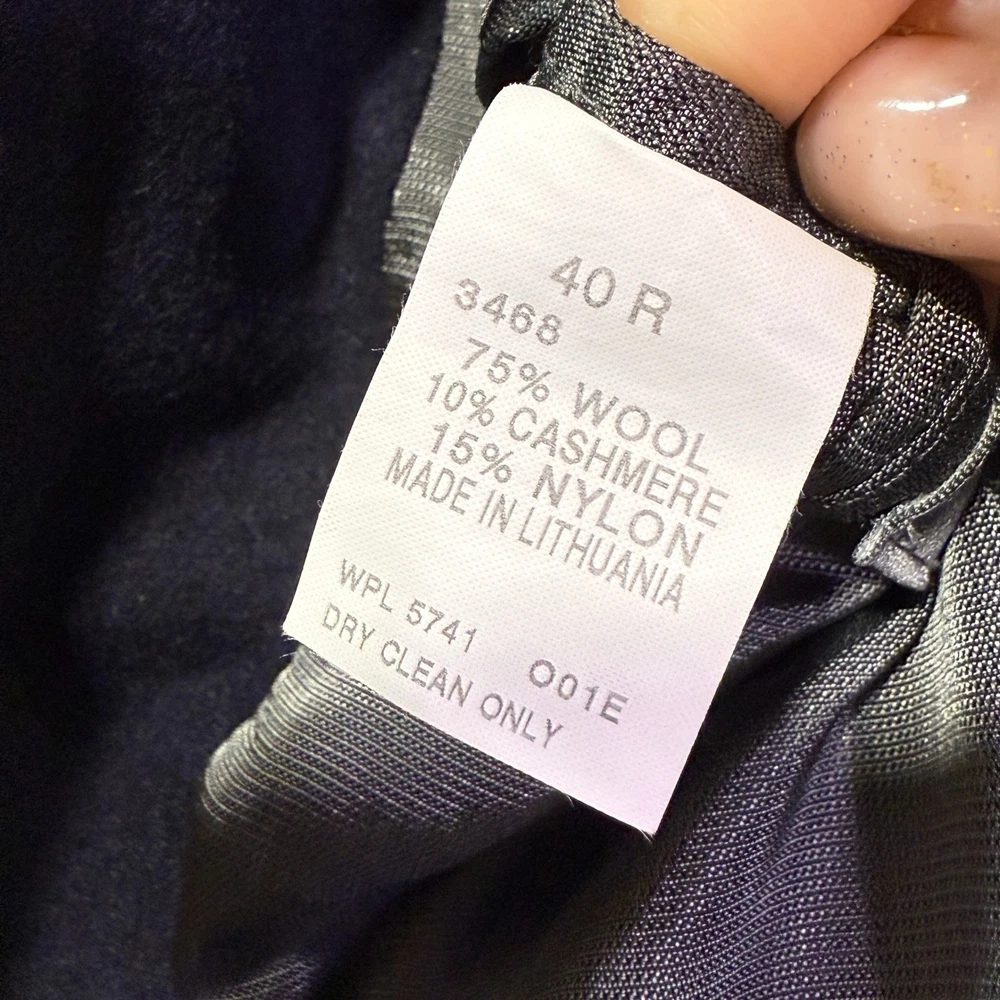 40 R
3468
75% WOOL
10% CASHMERE
15% NYLON
MADE IN LITHUANIA
WPL 5741 O01E
DRY CLEAN ONLY